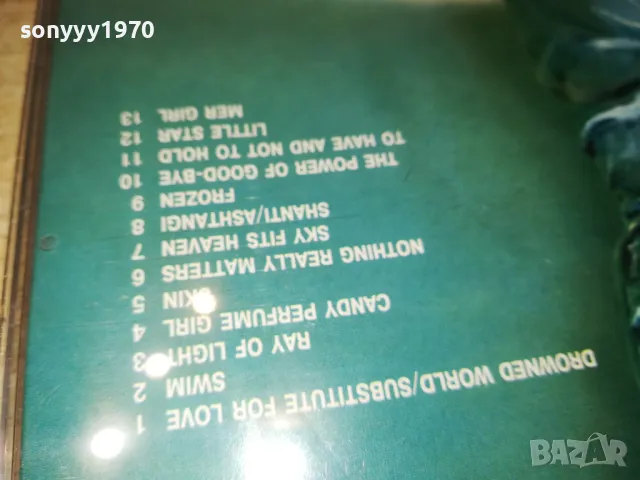 sonyyy1970
1 DROWNED WORLD/SUBSTITUTE FOR LOVE
2 SWIM
3 RAY OF LIGHT
4 CANDY PERFUME GIRL
5 SKIN
6 NOTHING REALLY MATTERS
7 SKY FITS HEAVEN
8 SHANTI/ASHTANGI
9 FROZEN
10 THE POWER OF GOOD-BYE
11 TO HAVE AND NOT TO HOLD
12 LITTLE STAR
13 MER GIRL
BAZAR